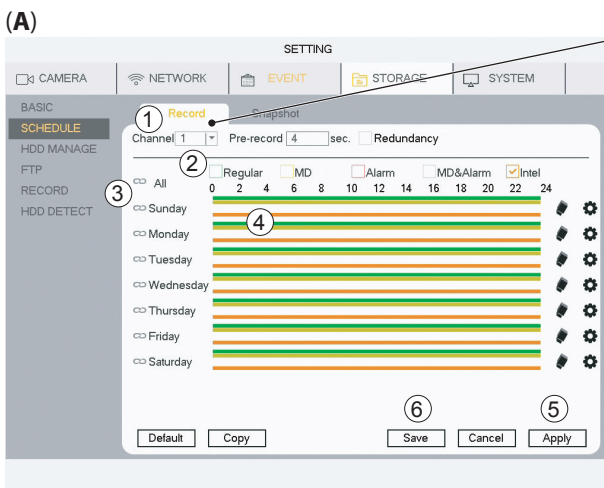 (A)
SETTING
CAMERA NETWORK EVENT STORAGE SYSTEM
BASIC
SCHEDULE
HDD MANAGE
FTP
RECORD
HDD DETECT
1 Record Snapshot
Channel 1 Pre-record 4 sec. Redundancy
2 Regular MD Alarm MD&Alarm Intel
3 All 0 2 4 6 8 10 12 14 16 18 20 22 24
Sunday 4
Monday
Tuesday
Wednesday
Thursday
Friday
Saturday
6 5
Default Copy Save Cancel Apply